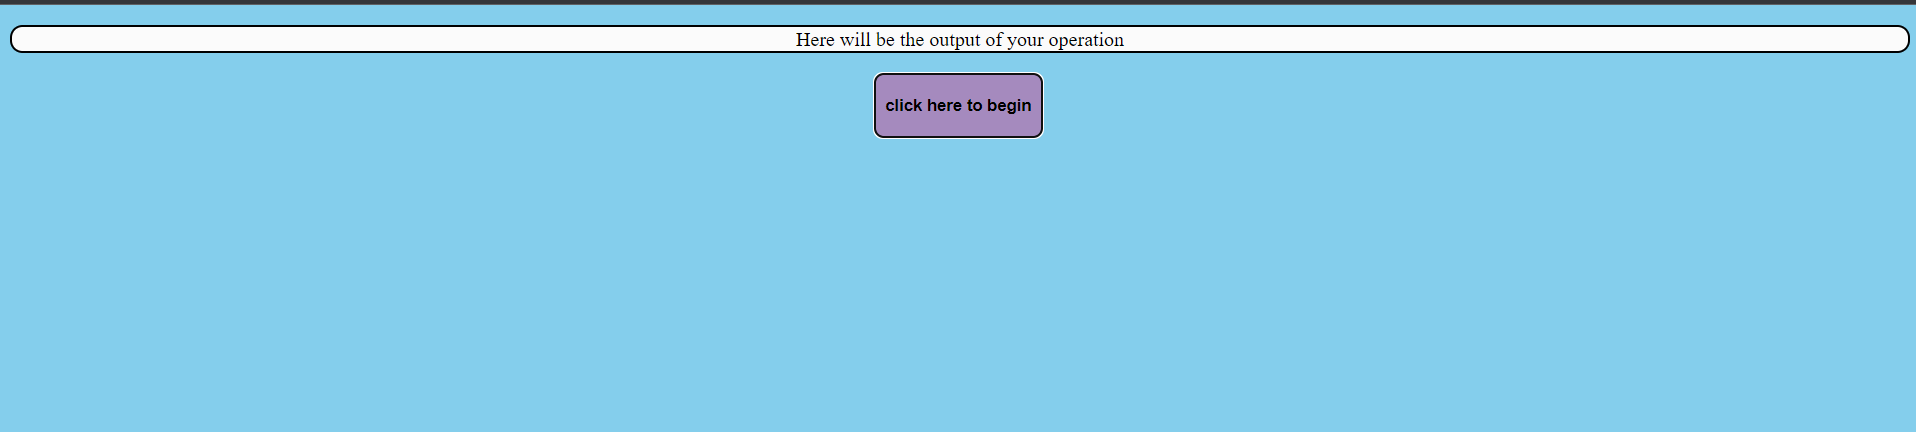 Here will be the output of your operation
click here to begin